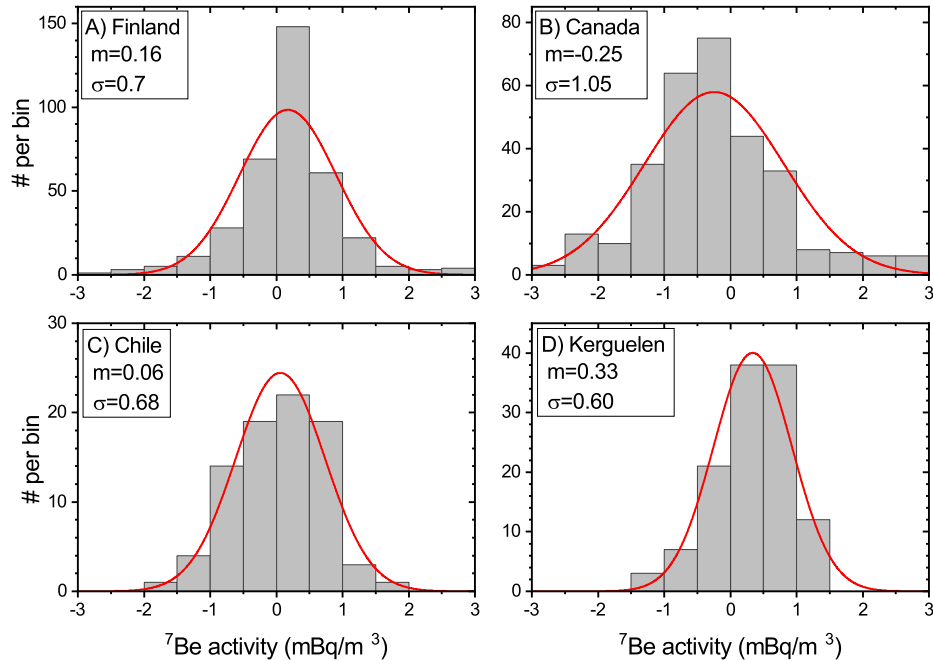 A) Finland
m=0.16
σ=0.7
# per bin
150
100
50
0
-3 -2 -1 0 1 2 3
B) Canada
m=-0.25
σ=1.05
80
60
40
20
0
-3 -2 -1 0 1 2 3
C) Chile
m=0.06
σ=0.68
# per bin
30
20
10
0
-3 -2 -1 0 1 2 3
⁷Be activity (mBq/m ³)
D) Kerguelen
m=0.33
σ=0.60
40
30
20
10
0
-3 -2 -1 0 1 2 3
⁷Be activity (mBq/m ³)